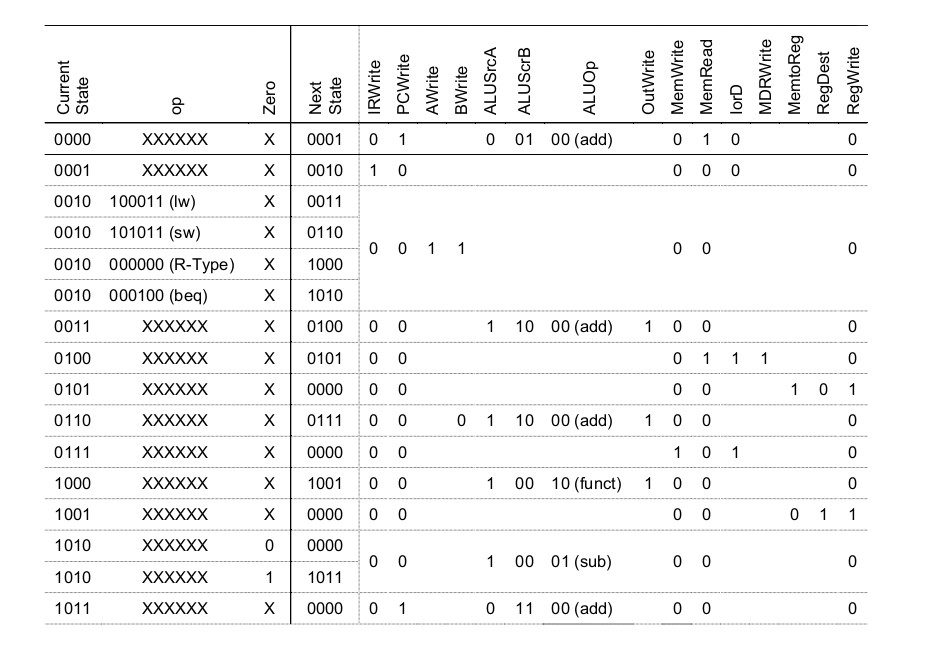 Current State op Zero Next State IRWrite PCWrite AWrite BWrite ALUSrcA ALUScrB ALUOp OutWrite MemWrite MemRead IorD MDRWrite MemtoReg RegDest RegWrite
0000 XXXXXX X 0001 0 1 0 01 00 (add) 0 1 0 0
0001 XXXXXX X 0010 1 0 0 0 0 0
0010 100011 (lw) X 0011
0010 101011 (sw) X 0110
0 0 1 1 0 0 0
0010 000000 (R-Type) X 1000
0010 000100 (beq) X 1010
0011 XXXXXX X 0100 0 0 1 10 00 (add) 1 0 0 0
0100 XXXXXX X 0101 0 0 0 1 1 1 0
0101 XXXXXX X 0000 0 0 0 0 1 0 1
0110 XXXXXX X 0111 0 0 0 1 10 00 (add) 1 0 0 0
0111 XXXXXX X 0000 0 0 1 0 1 0
1000 XXXXXX X 1001 0 0 1 00 10 (funct) 1 0 0 0
1001 XXXXXX X 0000 0 0 0 0 0 1 1
1010 XXXXXX 0 0000
0 0 1 00 01 (sub) 0 0 0
1010 XXXXXX 1 1011
1011 XXXXXX X 0000 0 1 0 11 00 (add) 0 0 0